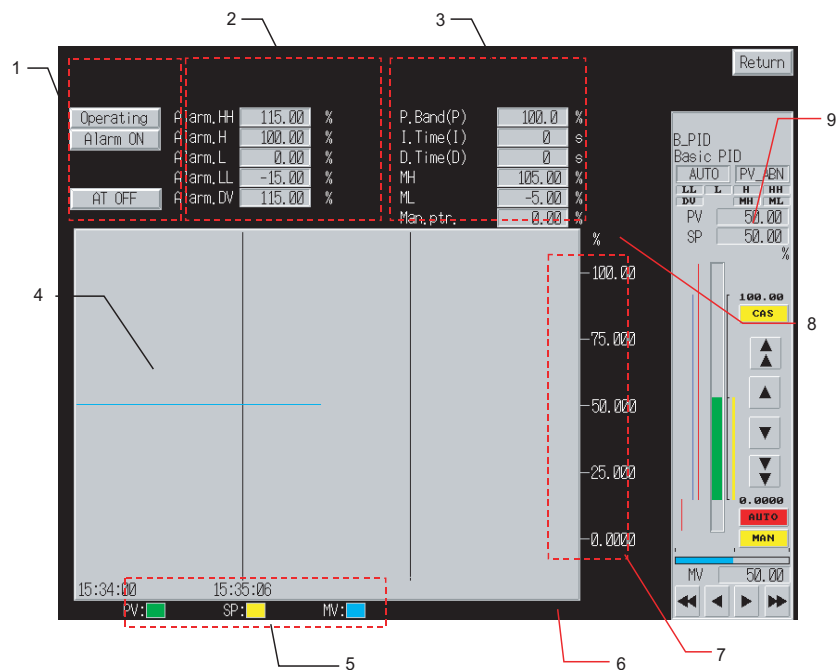 2
3
1
Return
Operating
Alarm ON
AT OFF
Alarm.HH 115.00 %
Alarm.H 100.00 %
Alarm.L 0.00 %
Alarm.LL -15.00 %
Alarm.DV 115.00 %
P.Band(P) 100.0 %
I.Time(I) 0 s
D.Time(D) 0 s
MH 105.00 %
ML -5.00 %
Man.ptr. 0.00 %
9
B_PID
Basic PID
AUTO PV_ABN
LL L H HH
DV MH ML
PV 50.00
SP 50.00
%
%
100.00
75.000
50.000
25.000
0.0000
4
8
100.00
CAS
0.0000
AUTO
MAN
MV 50.00
15:34:00 15:35:06
PV: SP: MV:
5
6
7